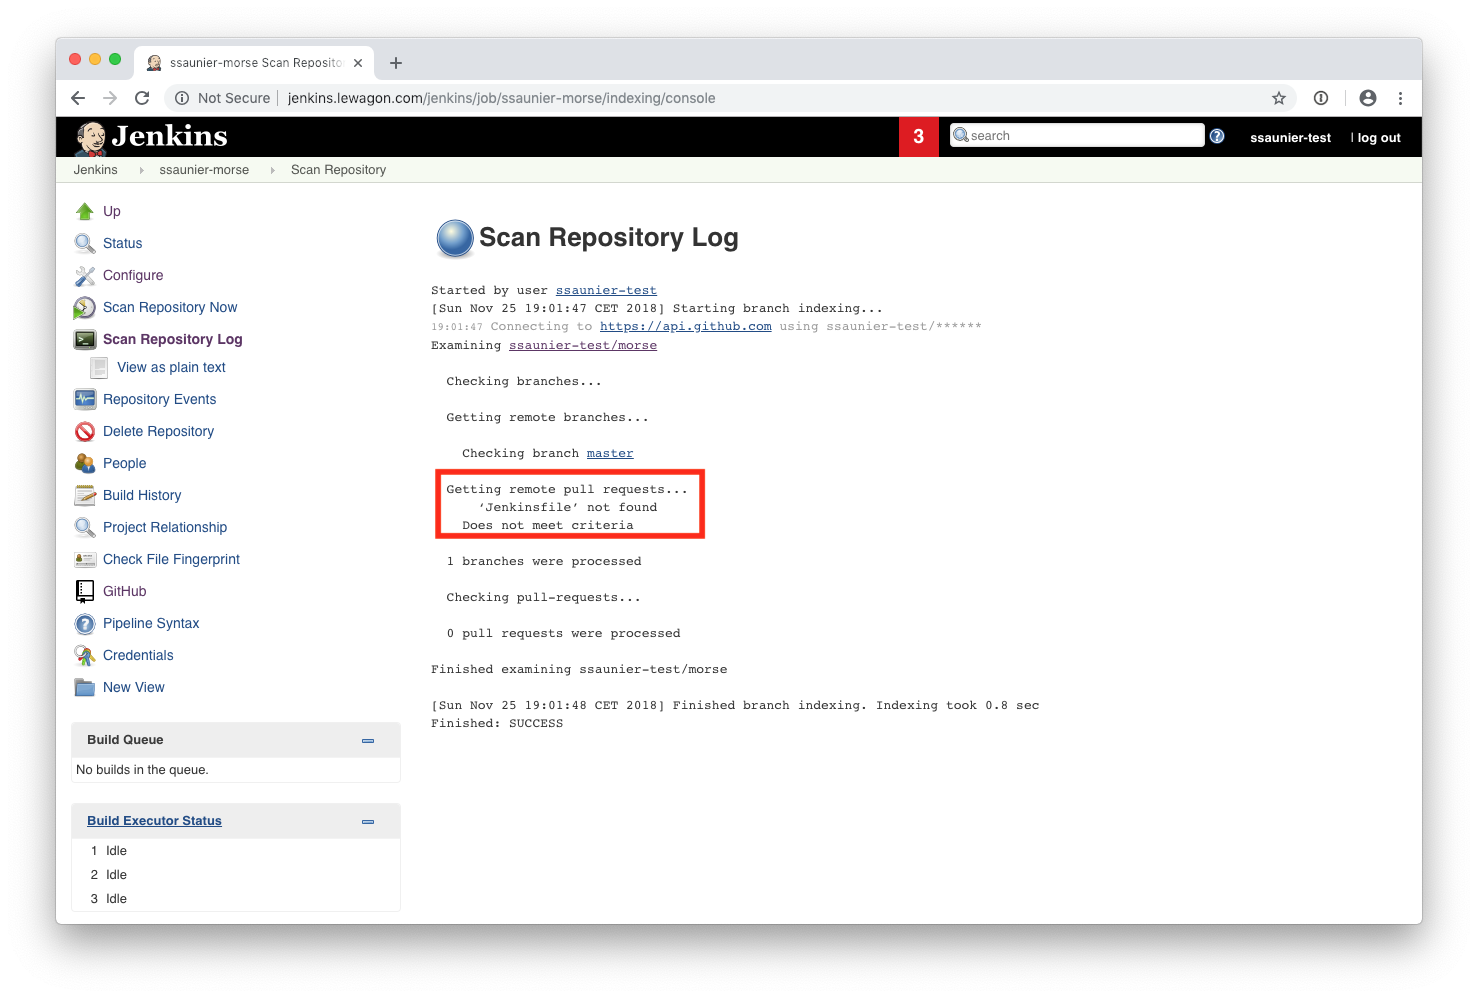 ssaunier-morse Scan Reposito
Not Secure | jenkins.lewagon.com/jenkins/job/ssaunier-morse/indexing/console
Jenkins
3
search
ssaunier-test
| log out
Jenkins
ssaunier-morse
Scan Repository
Up
Status
Configure
Scan Repository Now
Scan Repository Log
View as plain text
Repository Events
Delete Repository
People
Build History
Project Relationship
Check File Fingerprint
GitHub
Pipeline Syntax
Credentials
New View
Build Queue
No builds in the queue.
Build Executor Status
1 Idle
2 Idle
3 Idle
Scan Repository Log
Started by user ssaunier-test
[Sun Nov 25 19:01:47 CET 2018] Starting branch indexing...
19:01:47 Connecting to https://api.github.com using ssaunier-test/******
Examining ssaunier-test/morse
Checking branches...
Getting remote branches...
Checking branch master
Getting remote pull requests...
‘Jenkinsfile’ not found
Does not meet criteria
1 branches were processed
Checking pull-requests...
0 pull requests were processed
Finished examining ssaunier-test/morse
[Sun Nov 25 19:01:48 CET 2018] Finished branch indexing. Indexing took 0.8 sec
Finished: SUCCESS